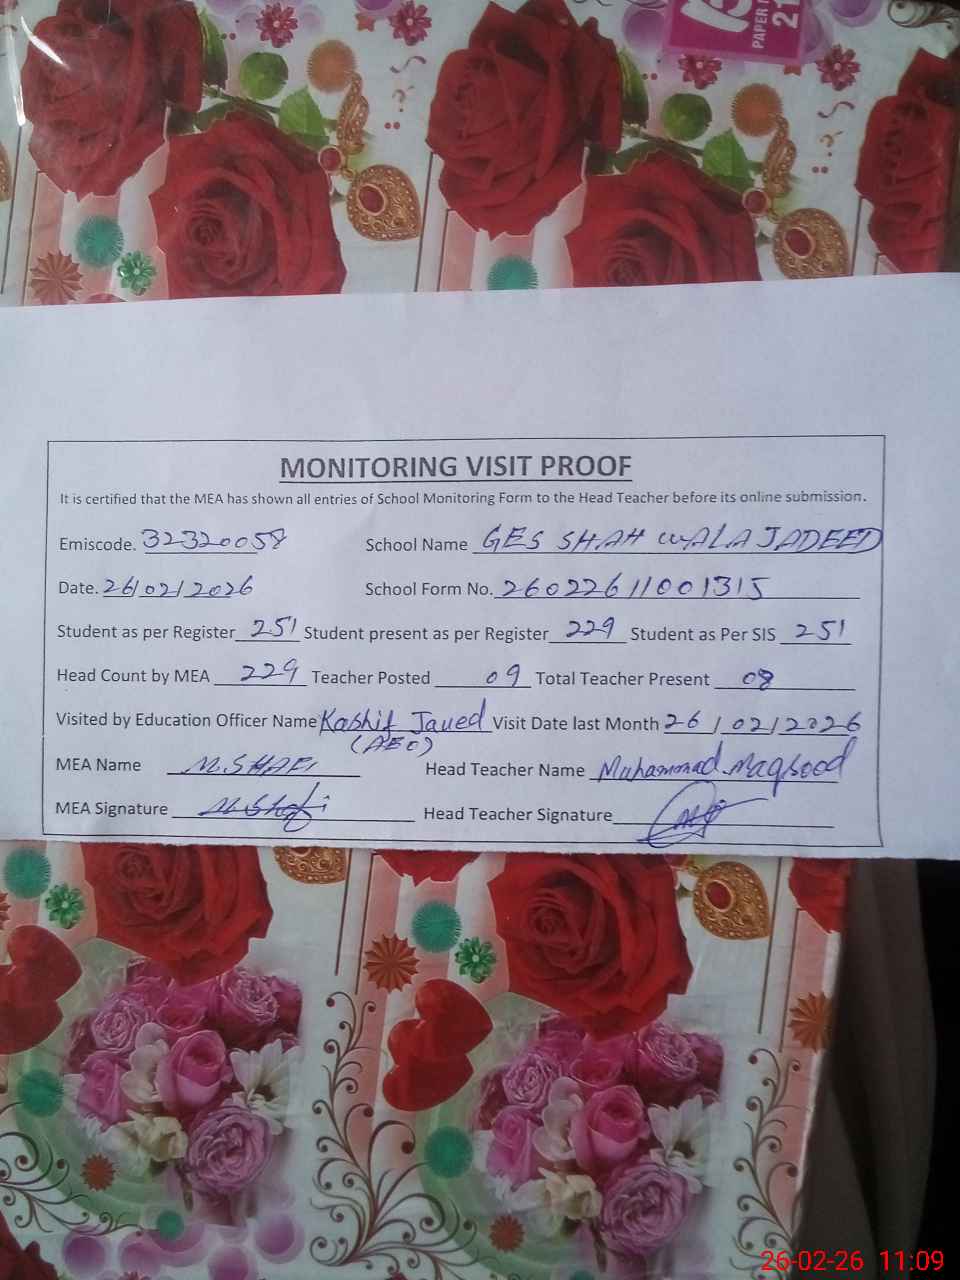 PAPER
21
MONITORING VISIT PROOF
It is certified that the MEA has shown all entries of School Monitoring Form to the Head Teacher before its online submission.
Emiscode. 32320058 School Name GES SHAH WALA JADEED
Date. 26/02/2026 School Form No. 26022611001315
Student as per Register 251 Student present as per Register 229 Student as Per SIS 251
Head Count by MEA 229 Teacher Posted 09 Total Teacher Present 08
Visited by Education Officer Name Kashif Javed Visit Date last Month 26/02/2026
(AEO)
MEA Name M. SHAFI Head Teacher Name Muhammad Maqsood
MEA Signature M Shafi Head Teacher Signature
26-02-26 11:09